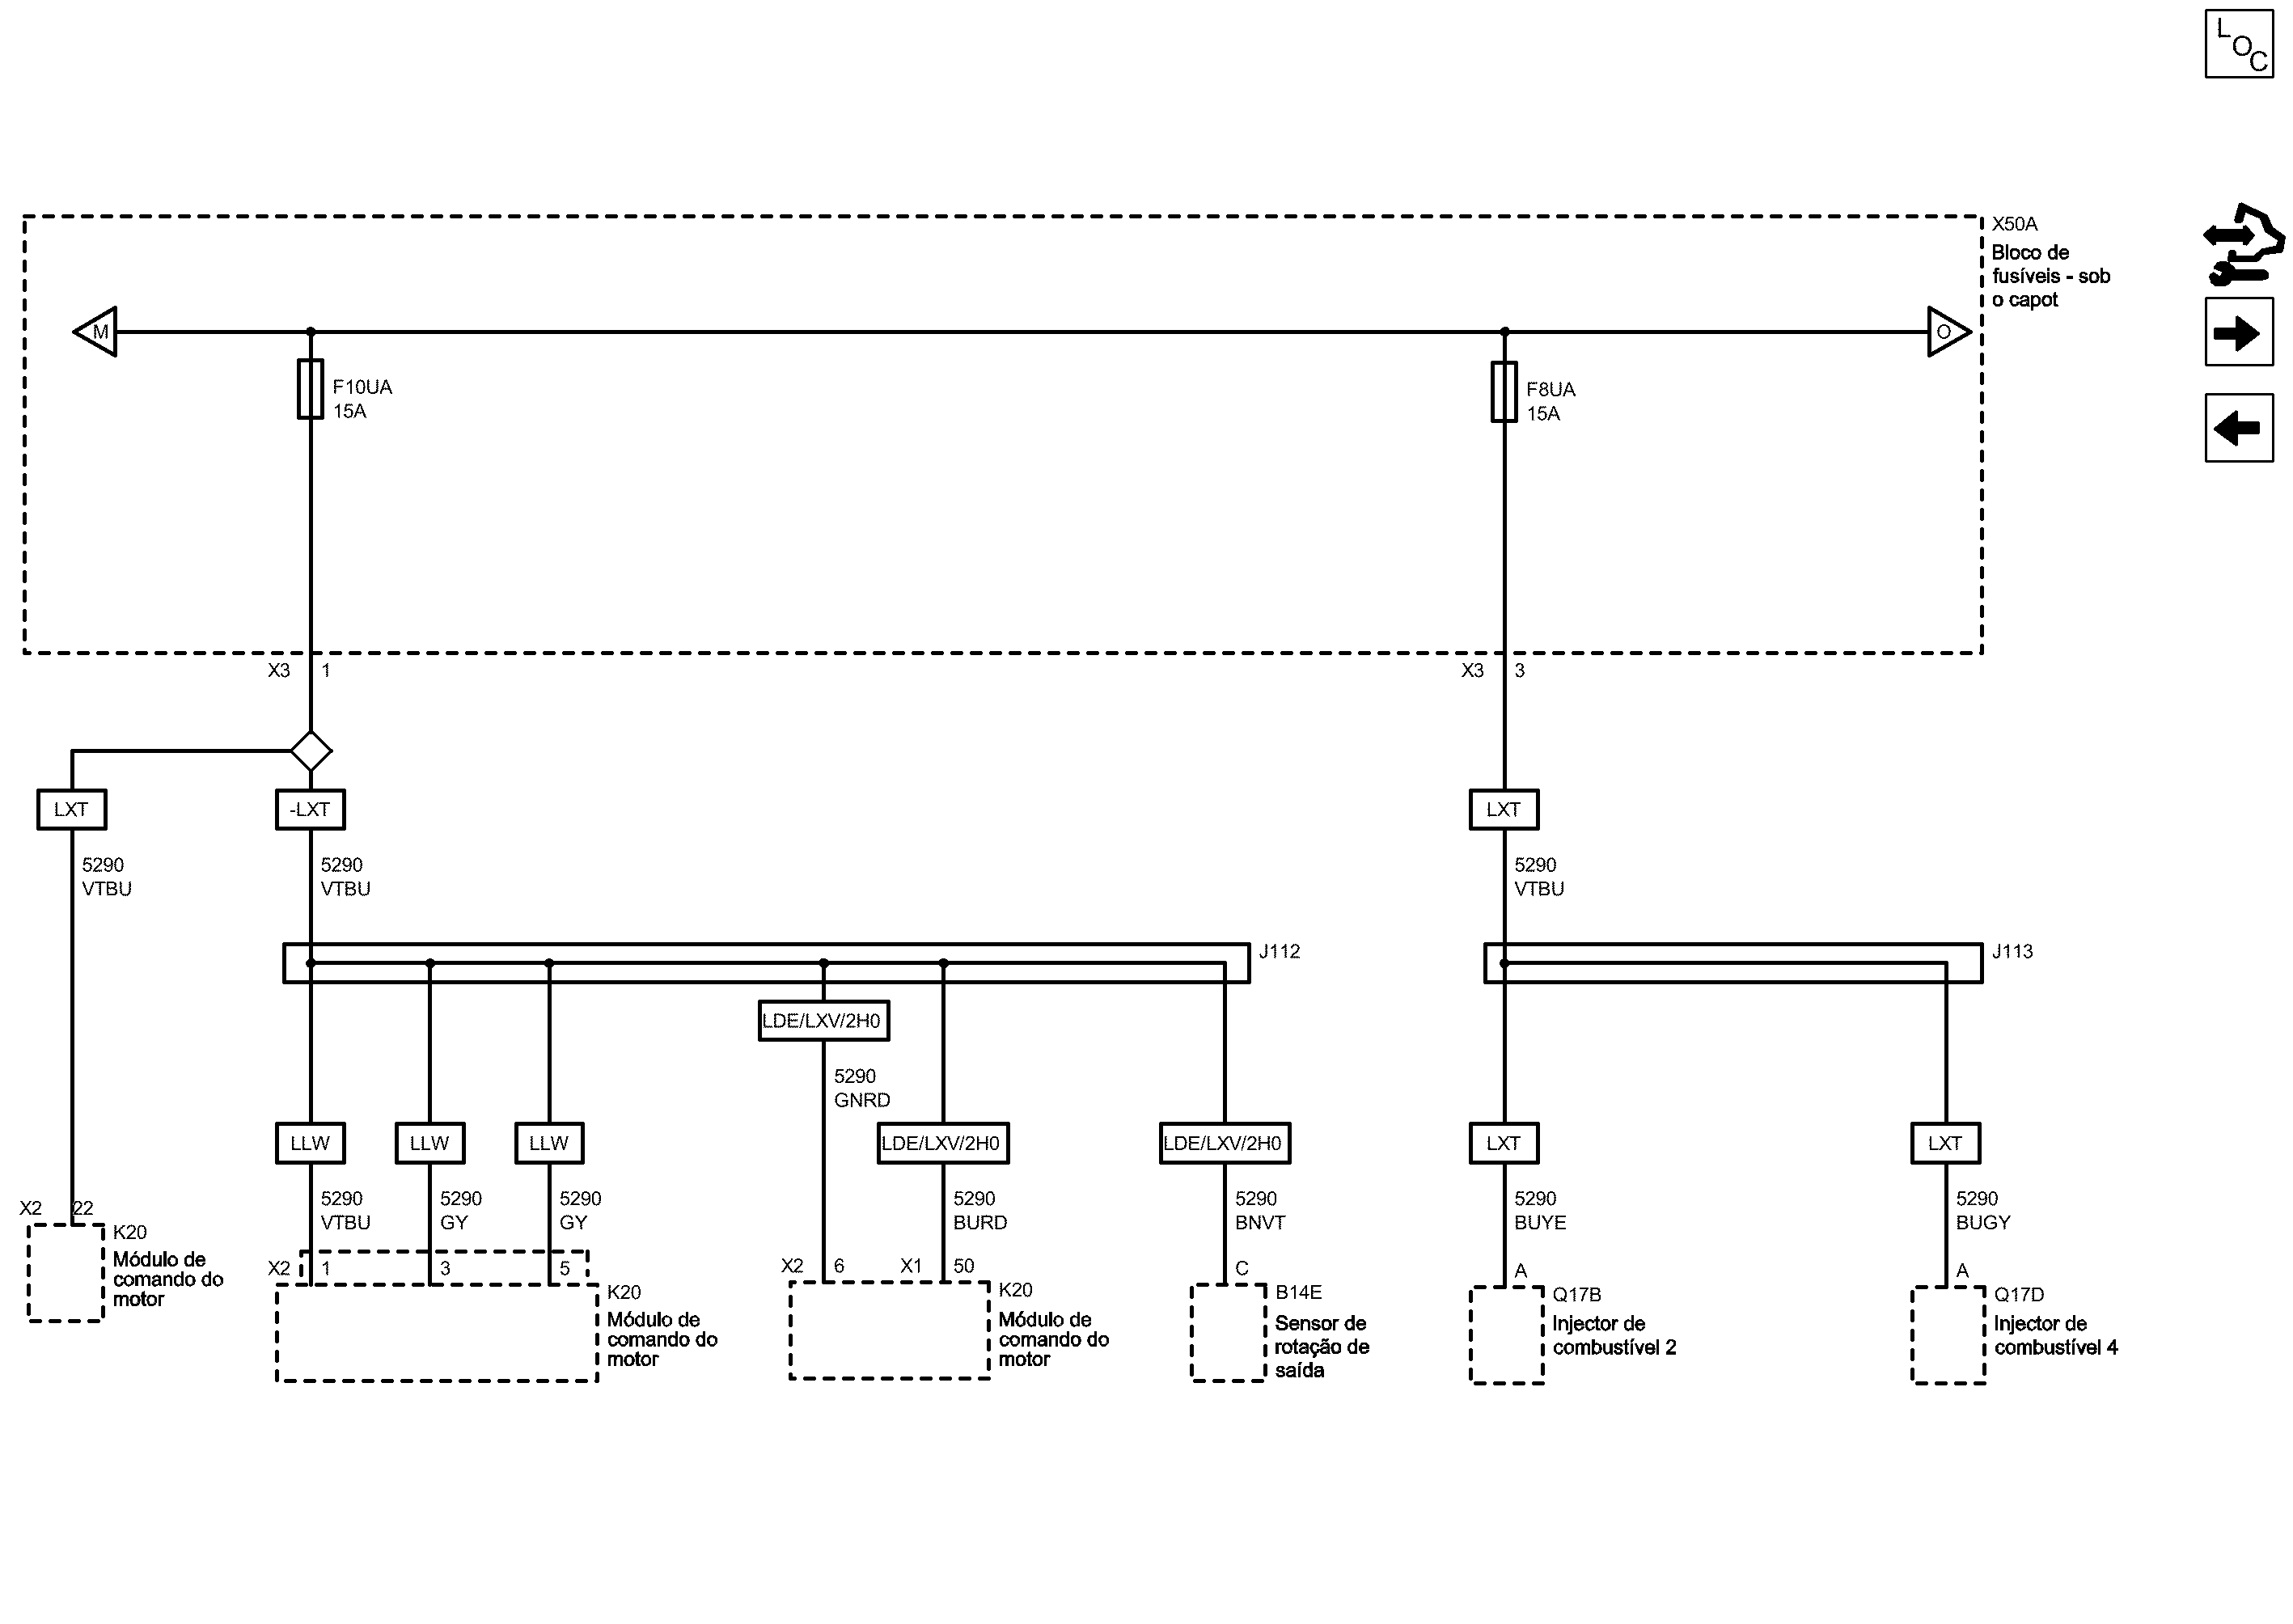 L
O
C
X50A
Bloco de
fusíveis - sob
o capot
M
O
F10UA
15A
F8UA
15A
X3 1
X3 3
LXT
-LXT
LXT
5290
VTBU
5290
VTBU
5290
VTBU
J112
J113
LDE/LXV/2H0
5290
GNRD
LLW
LLW
LLW
LDE/LXV/2H0
LDE/LXV/2H0
LXT
LXT
5290
VTBU
5290
GY
5290
GY
5290
BURD
5290
BNVT
5290
BUYE
5290
BUGY
X2 22
K20
Módulo de
comando do
motor
X2 1 3 5
K20
Módulo de
comando do
motor
X2 6 X1 50
K20
Módulo de
comando do
motor
C
B14E
Sensor de
rotação de
saída
A
Q17B
Injector de
combustível 2
A
Q17D
Injector de
combustível 4